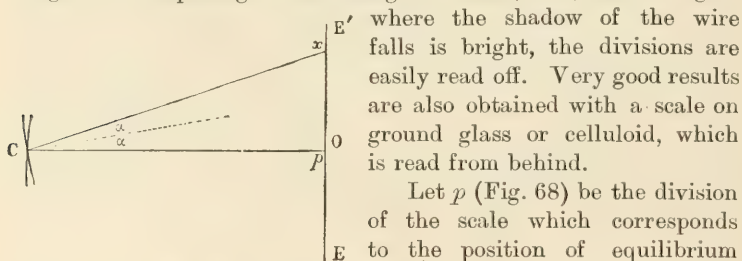 where the shadow of the wire
falls is bright, the divisions are
easily read off. Very good results
are also obtained with a scale on
ground glass or celluloid, which
is read from behind.
Let p (Fig. 68) be the division
of the scale which corresponds
to the position of equilibrium
E′
x
α
α
C
O
p
E